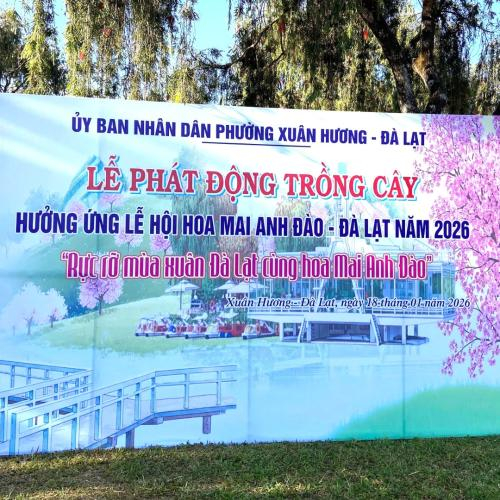 ỦY BAN NHÂN DÂN PHƯỜNG XUÂN HƯƠNG - ĐÀ LẠT
LỄ PHÁT ĐỘNG TRỒNG CÂY
HƯỞNG ỨNG LỄ HỘI HOA MAI ANH ĐÀO - ĐÀ LẠT NĂM 2026
"Rực rỡ mùa xuân Đà Lạt cùng hoa Mai Anh Đào"
Xuân Hương - Đà Lạt, ngày 18 tháng 01 năm 2026